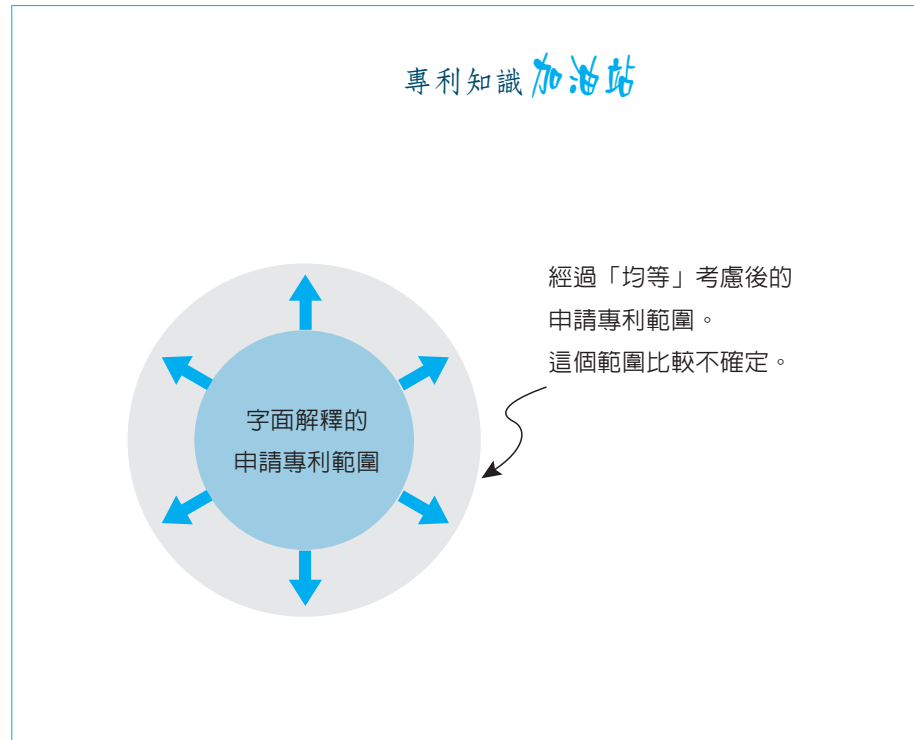 專利知識加油站
經過「均等」考慮後的
申請專利範圍。
這個範圍比較不確定。
字面解釋的
申請專利範圍